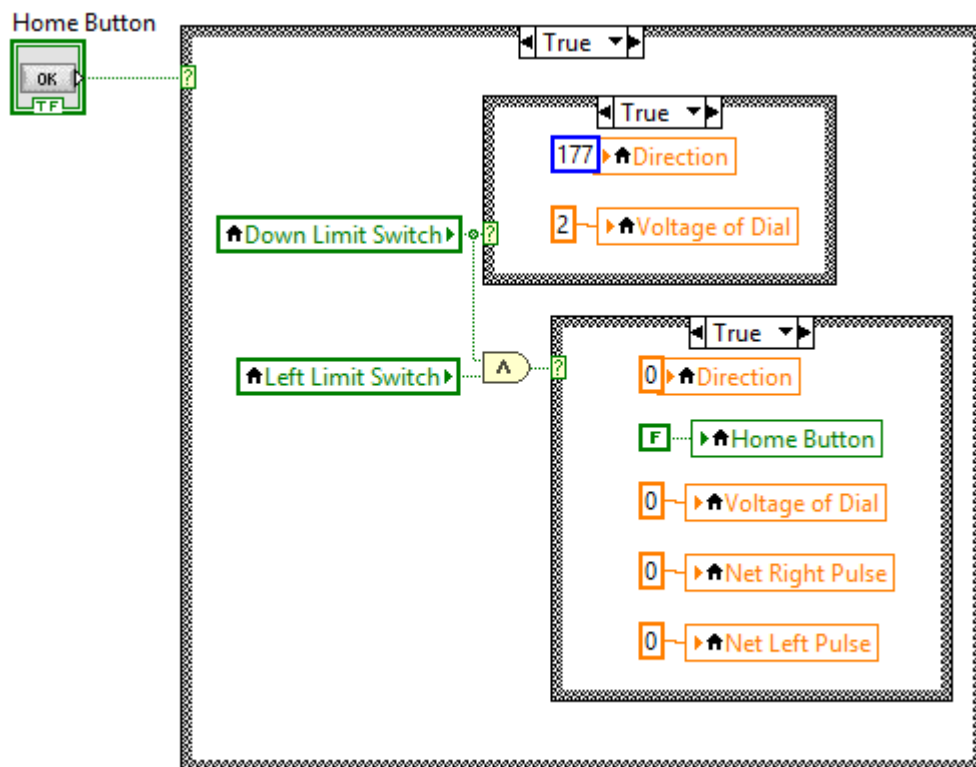 Home Button
OK
TF
?
True
True
177 Direction
2 Voltage of Dial
Down Limit Switch
?
True
Left Limit Switch
∧
?
0 Direction
F Home Button
0 Voltage of Dial
0 Net Right Pulse
0 Net Left Pulse